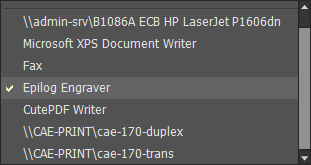 \\admin-srv\B1086A ECB HP LaserJet P1606dn
Microsoft XPS Document Writer
Fax
Epilog Engraver
CutePDF Writer
\\CAE-PRINT\cae-170-duplex
\\CAE-PRINT\cae-170-trans